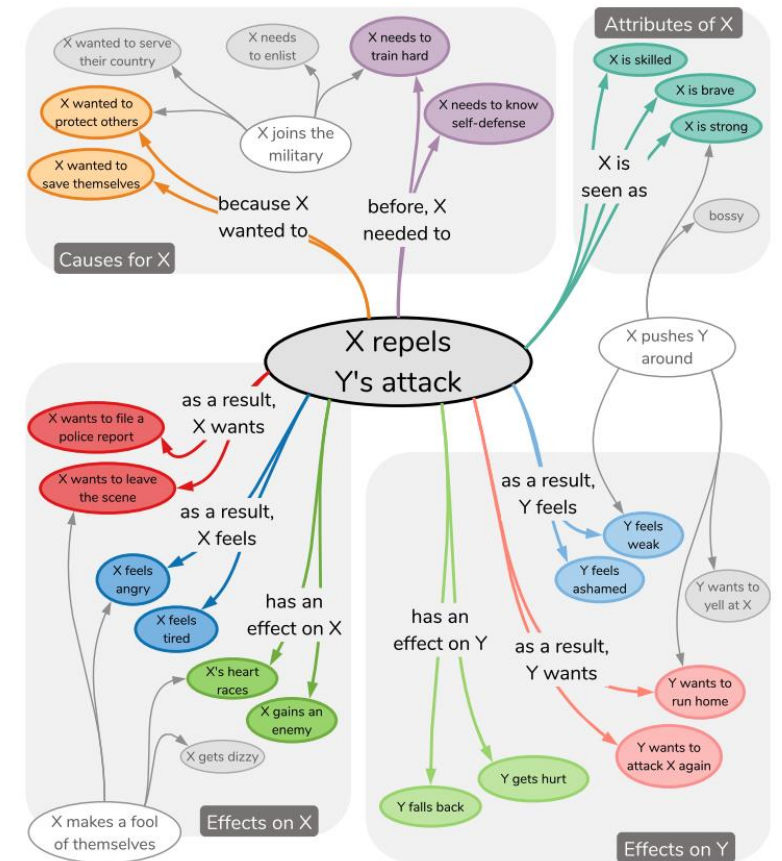 Attributes of X
X wanted to serve
their country
X needs
to enlist
X needs to
train hard
X is skilled
X is brave
X is strong
X wanted to
protect others
X needs to know
self-defense
X joins the
military
X wanted to
save themselves
X is
seen as
because X
wanted to
before, X
needed to
bossy
Causes for X
X repels
Y's attack
X pushes Y
around
X wants to file a
police report
as a result,
X wants
X wants to leave
the scene
as a result,
X feels
as a result,
Y feels
Y feels
weak
X feels
angry
Y feels
ashamed
Y wants to
yell at X
X feels
tired
has an
effect on X
has an
effect on Y
as a result,
Y wants
X's heart
races
Y wants to
run home
X gains an
enemy
X gets dizzy
Y wants to
attack X again
Y gets hurt
Y falls back
X makes a fool
of themselves
Effects on X
Effects on Y